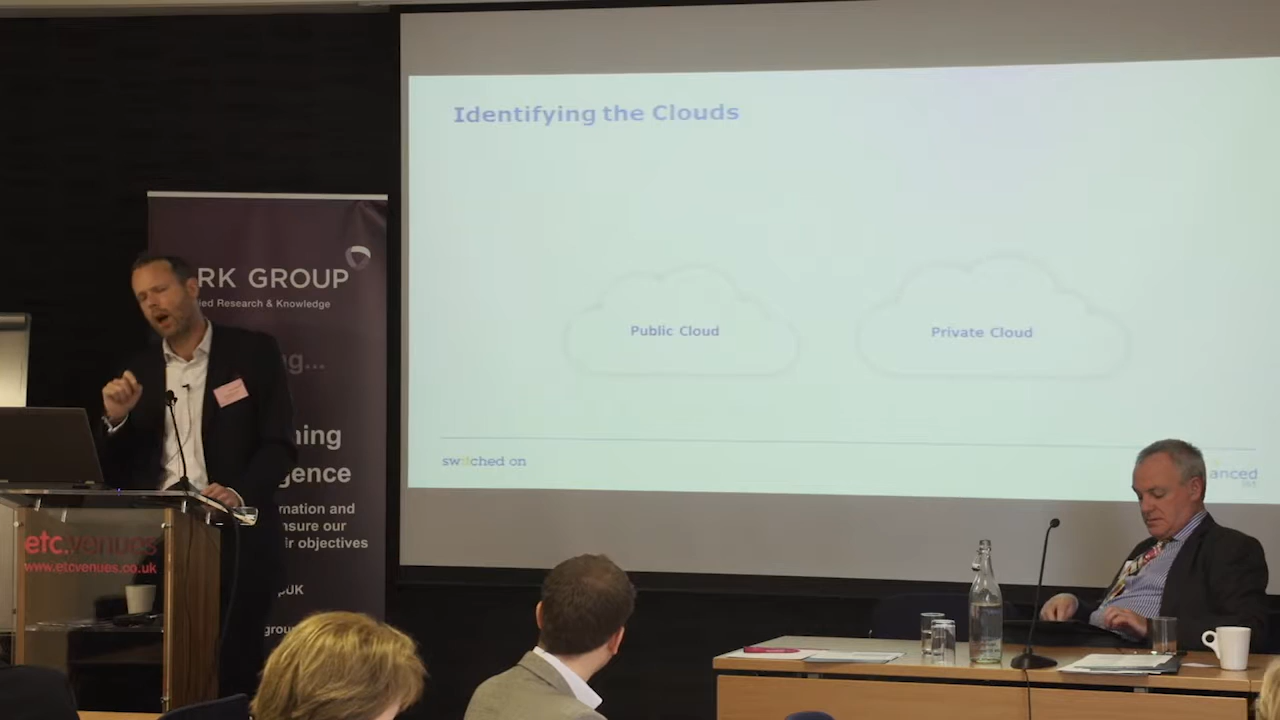 Identifying the Clouds
Public Cloud
Private Cloud
switched on
anced
RK GROUP
ied Research & Knowledge
g...
ning
gence
mation and
nsure our
ir objectives
UK
grou
etc.venues
www.etcvenues.co.uk